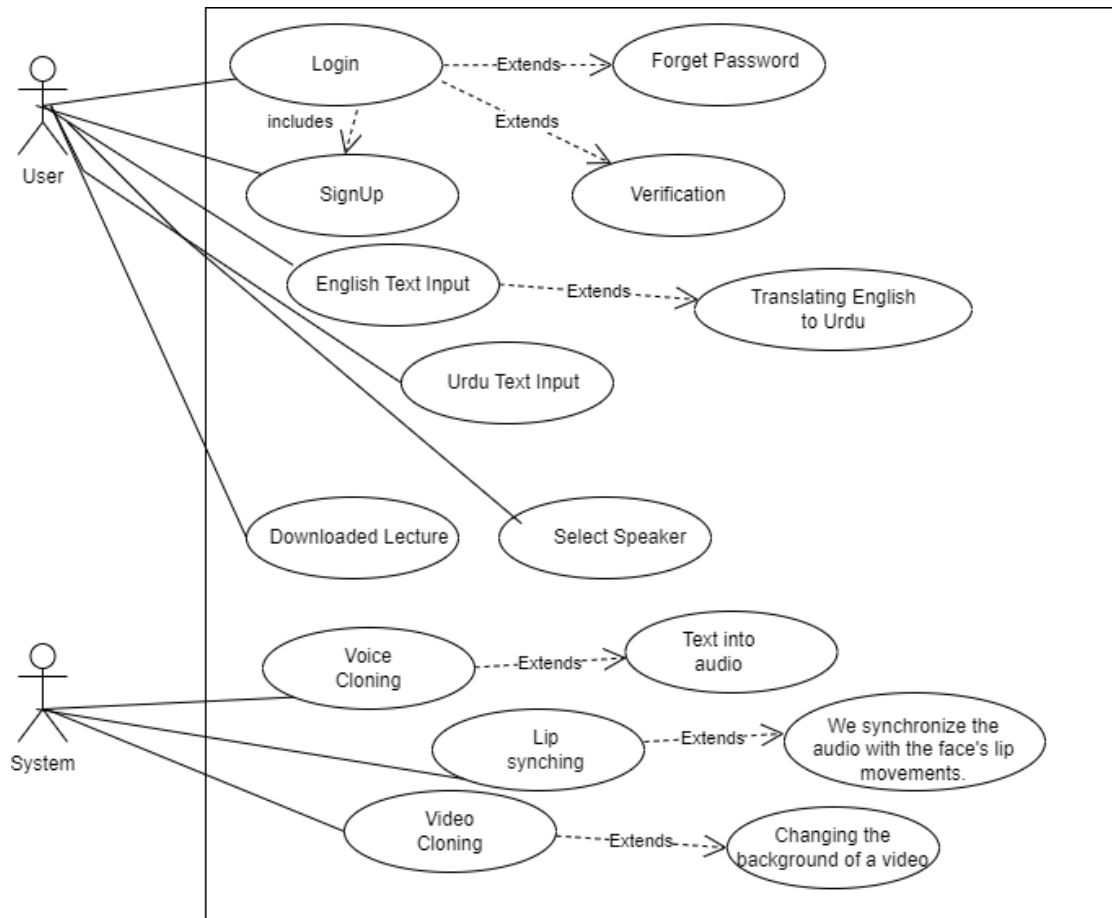 Login
Extends
Forget Password
includes
Extends
User
SignUp
Verification
English Text Input
Extends
Translating English
to Urdu
Urdu Text Input
Downloaded Lecture
Select Speaker
Voice
Cloning
Extends
Text into
audio
System
Lip
synching
Extends
We synchronize the
audio with the face's lip
movements.
Video
Cloning
Extends
Changing the
background of a video